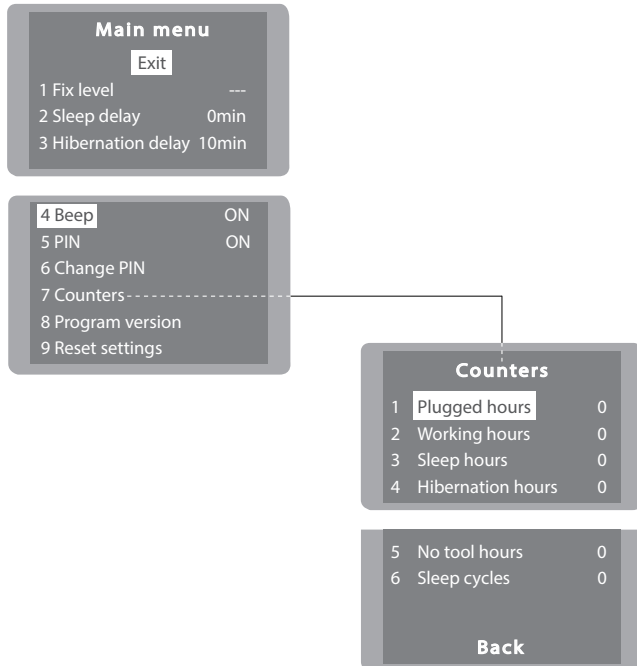 Main menu
Exit
1 Fix level ---
2 Sleep delay 0min
3 Hibernation delay 10min
4 Beep ON
5 PIN ON
6 Change PIN
7 Counters
8 Program version
9 Reset settings
Counters
1 Plugged hours 0
2 Working hours 0
3 Sleep hours 0
4 Hibernation hours 0
5 No tool hours 0
6 Sleep cycles 0
Back